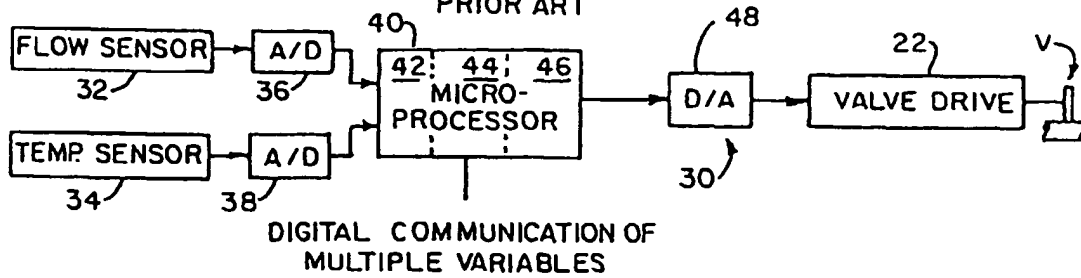 PRIOR ART
FLOW SENSOR
32
A/D
36
40
42 44 46
MICRO-
PROCESSOR
48
D/A
30
22
VALVE DRIVE
V
TEMP. SENSOR
34
A/D
38
DIGITAL COMMUNICATION OF
MULTIPLE VARIABLES